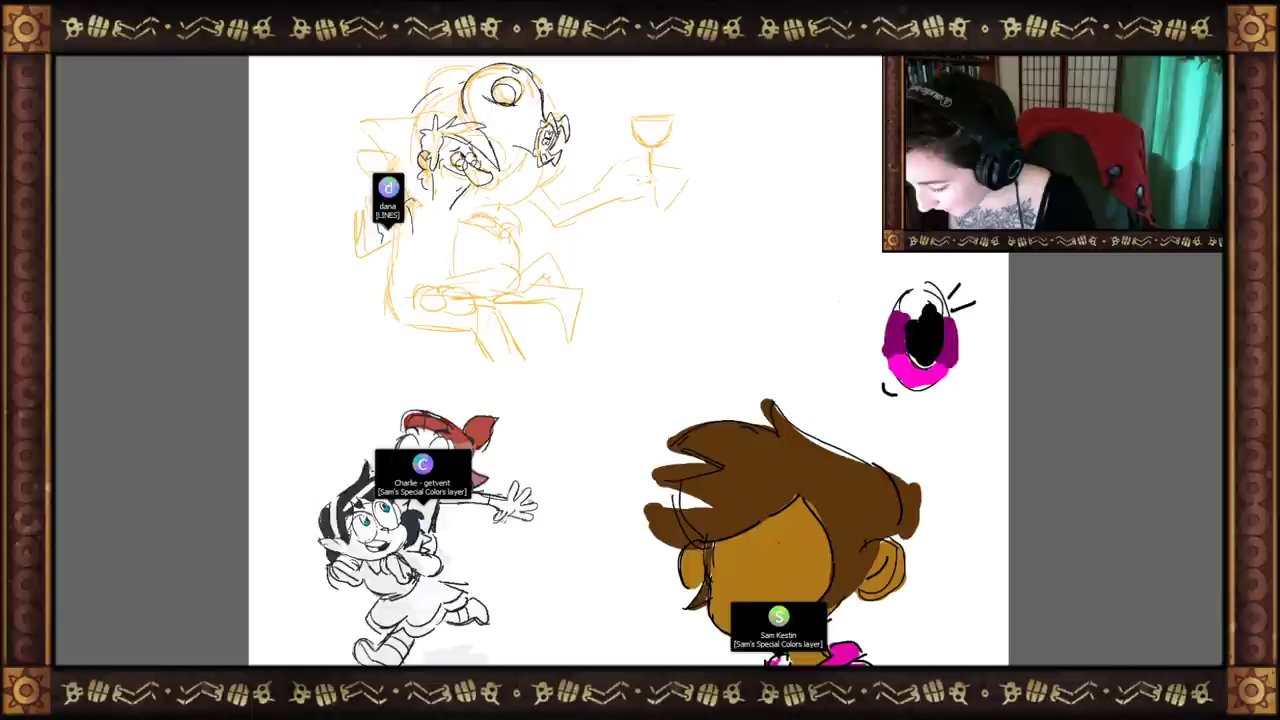 d
dana
[LINES]
C
Charlie - getvent
[Sam's Special Colors layer]
S
Sam Kestin
[Sam's Special Colors layer]